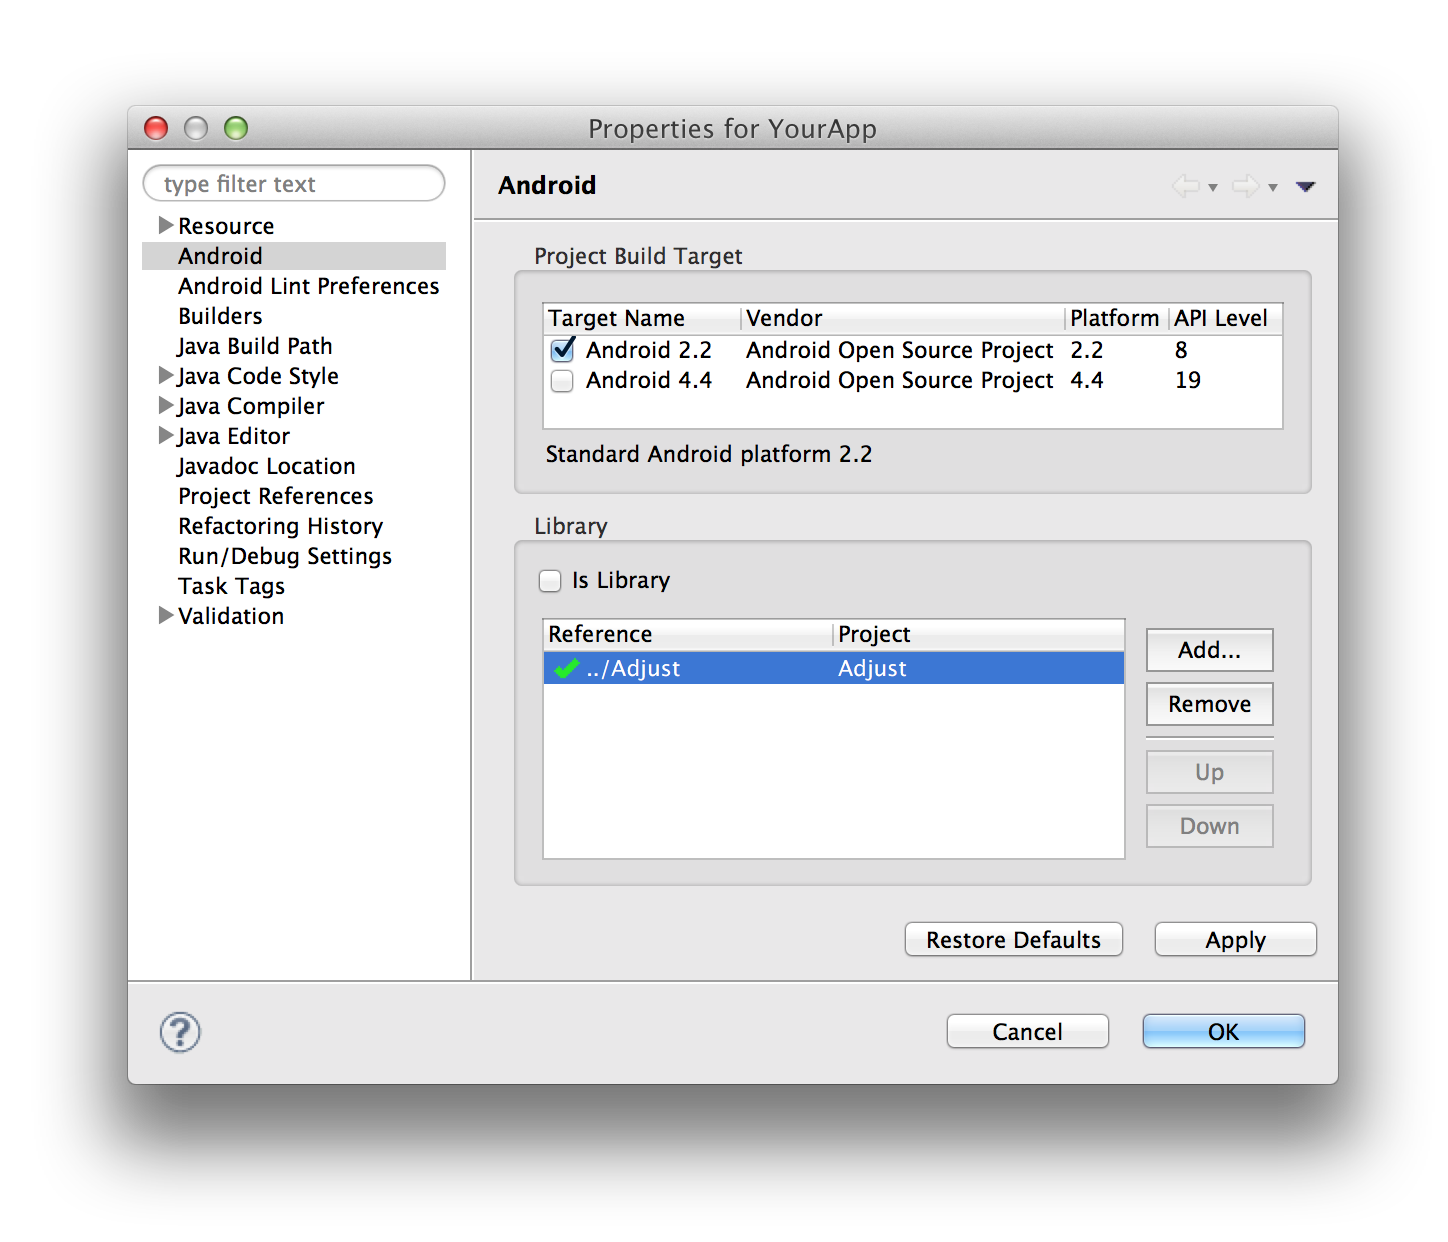 Properties for YourApp
type filter text
Resource
Android
Android Lint Preferences
Builders
Java Build Path
Java Code Style
Java Compiler
Java Editor
Javadoc Location
Project References
Refactoring History
Run/Debug Settings
Task Tags
Validation
Android
Project Build Target
Target Name Vendor Platform API Level
Android 2.2 Android Open Source Project 2.2 8
Android 4.4 Android Open Source Project 4.4 19
Standard Android platform 2.2
Library
Is Library
Reference Project
../Adjust Adjust
Add...
Remove
Up
Down
Restore Defaults Apply
? Cancel OK